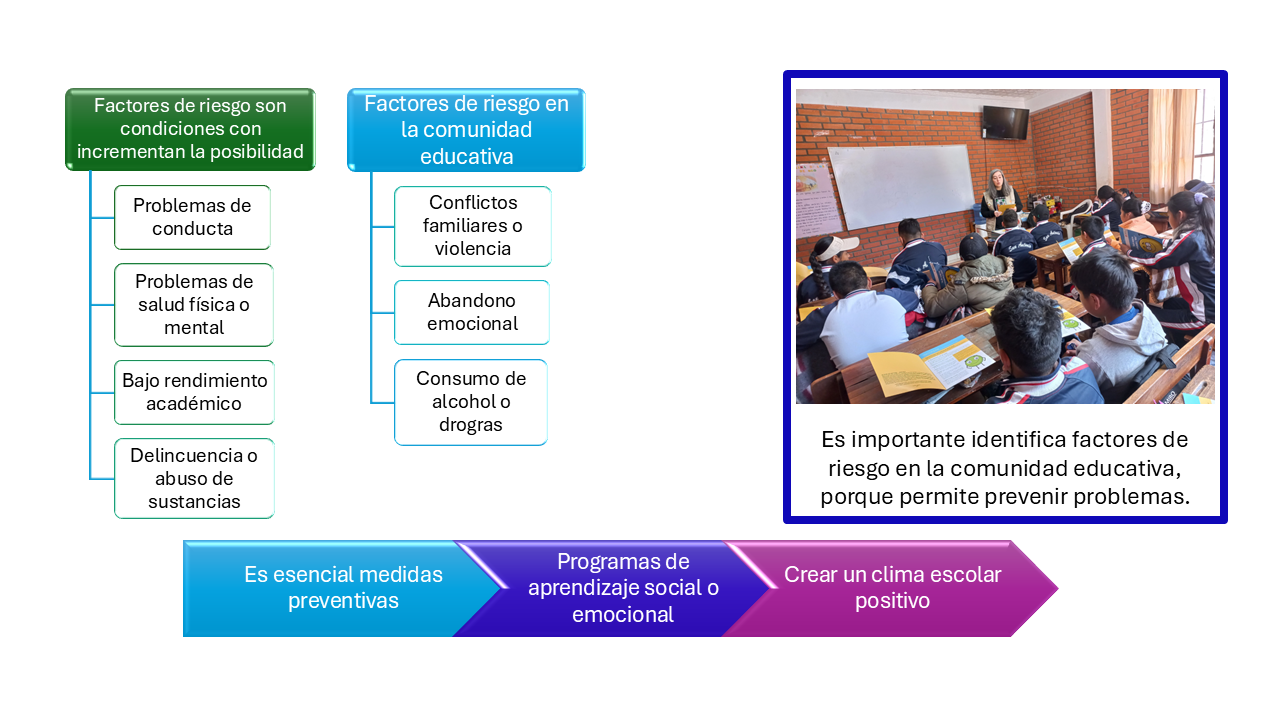 Factores de riesgo son
condiciones con
incrementan la posibilidad
Problemas de
conducta
Problemas de
salud física o
mental
Bajo rendimiento
académico
Delincuencia o
abuso de
sustancias
Factores de riesgo en
la comunidad
educativa
Conflictos
familiares o
violencia
Abandono
emocional
Consumo de
alcohol o
drogras
Es importante identifica factores de
riesgo en la comunidad educativa,
porque permite prevenir problemas.
Es esencial medidas
preventivas
Programas de
aprendizaje social o
emocional
Crear un clima escolar
positivo